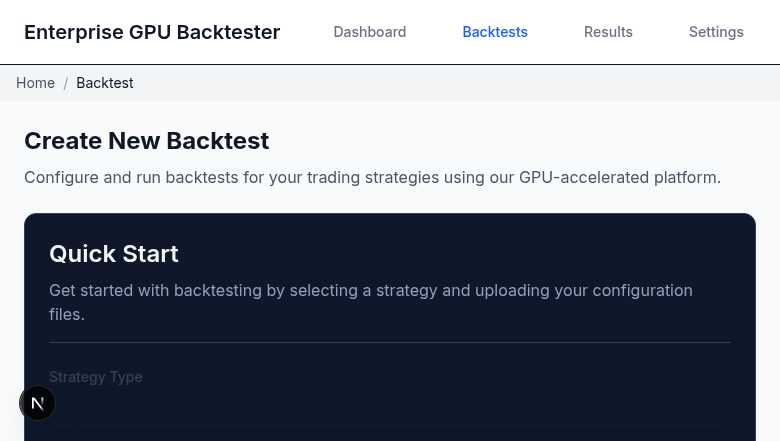 Enterprise GPU Backtester Dashboard Backtests Results Settings
Home / Backtest
Create New Backtest
Configure and run backtests for your trading strategies using our GPU-accelerated platform.
Quick Start
Get started with backtesting by selecting a strategy and uploading your configuration
files.
Strategy Type
N